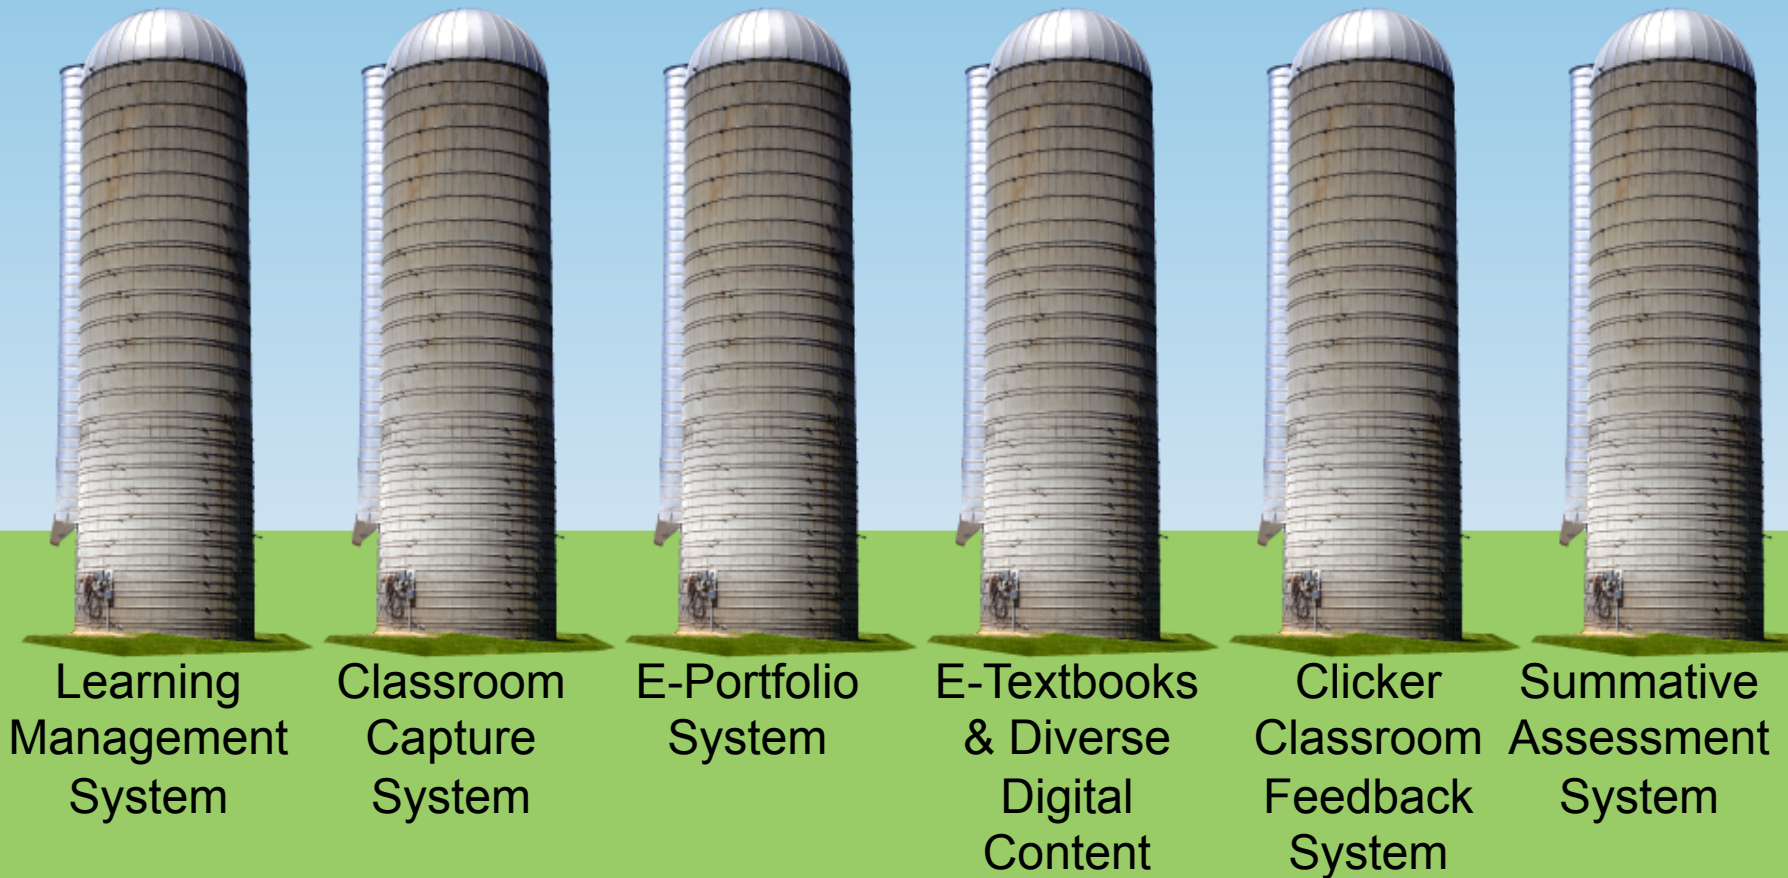 Learning
Management
System
Classroom
Capture
System
E-Portfolio
System
E-Textbooks
& Diverse
Digital
Content
Clicker
Classroom
Feedback
System
Summative
Assessment
System